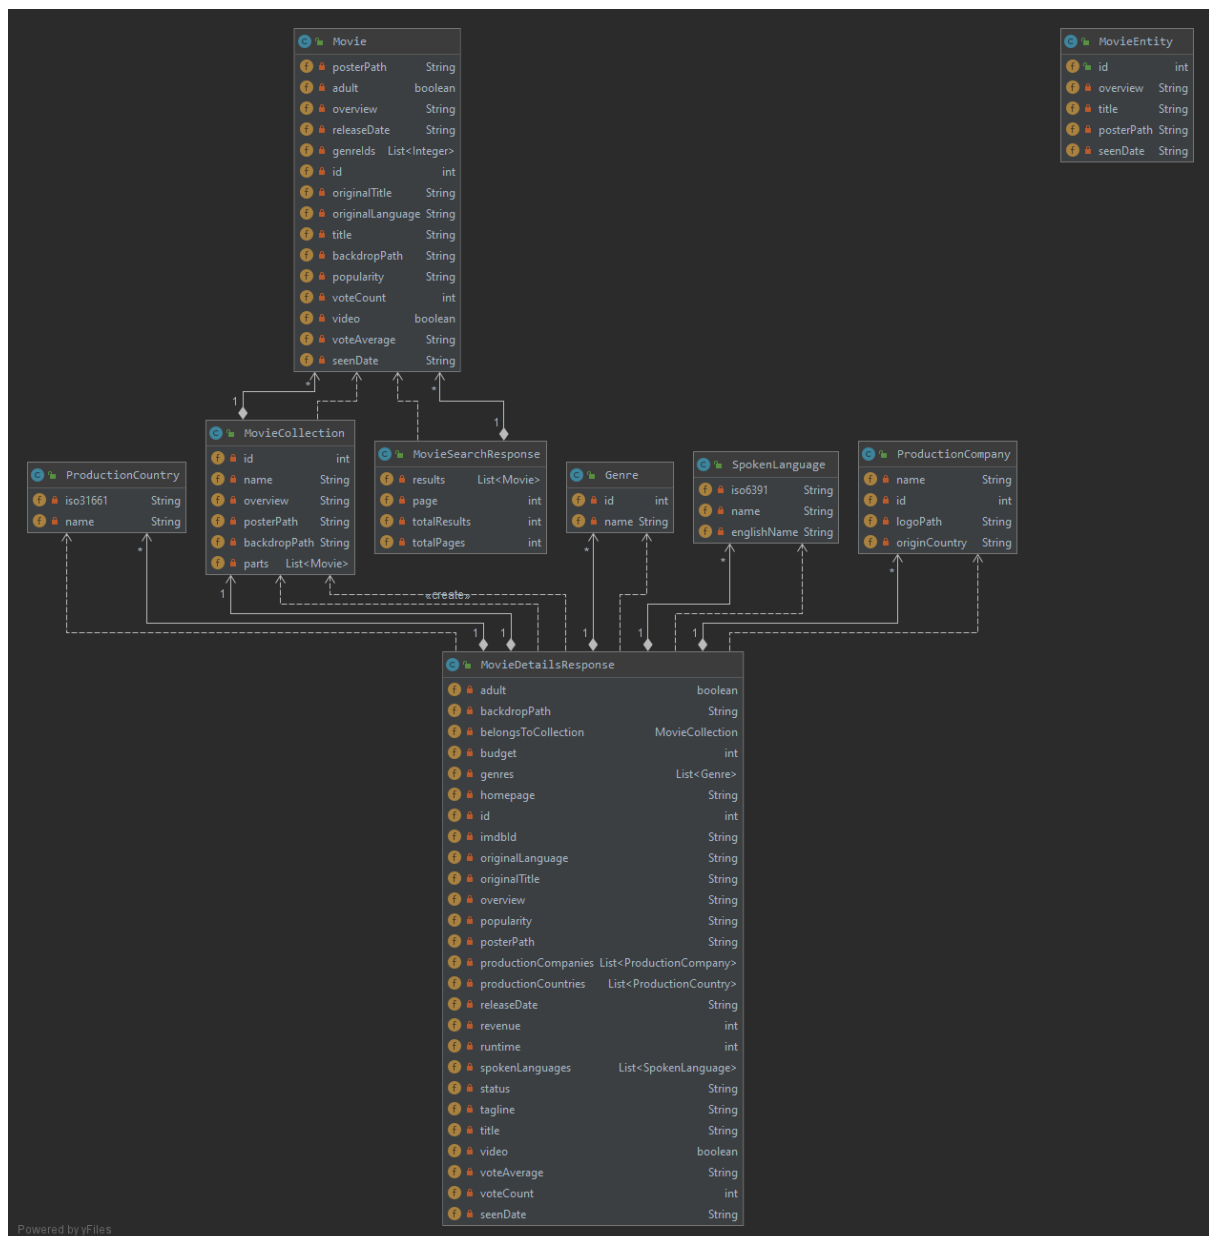 Movie
posterPath String
adult boolean
overview String
releaseDate String
genreIds List<Integer>
id int
originalTitle String
originalLanguage String
title String
backdropPath String
popularity String
voteCount int
video boolean
voteAverage String
seenDate String
MovieEntity
id int
overview String
title String
posterPath String
seenDate String
* *
1 1
MovieCollection
id int
name String
overview String
posterPath String
backdropPath String
parts List<Movie>
MovieSearchResponse
results List<Movie>
page int
totalResults int
totalPages int
ProductionCountry
iso31661 String
name String
Genre
id int
name String
SpokenLanguage
iso6391 String
name String
englishName String
ProductionCompany
name String
id int
logoPath String
originCountry String
* * * *
1 «create»
1 1 1 1 1
MovieDetailsResponse
adult boolean
backdropPath String
belongsToCollection MovieCollection
budget int
genres List<Genre>
homepage String
id int
imdbId String
originalLanguage String
originalTitle String
overview String
popularity String
posterPath String
productionCompanies List<ProductionCompany>
productionCountries List<ProductionCountry>
releaseDate String
revenue int
runtime int
spokenLanguages List<SpokenLanguage>
status String
tagline String
title String
video boolean
voteAverage String
voteCount int
seenDate String
Powered by yFiles